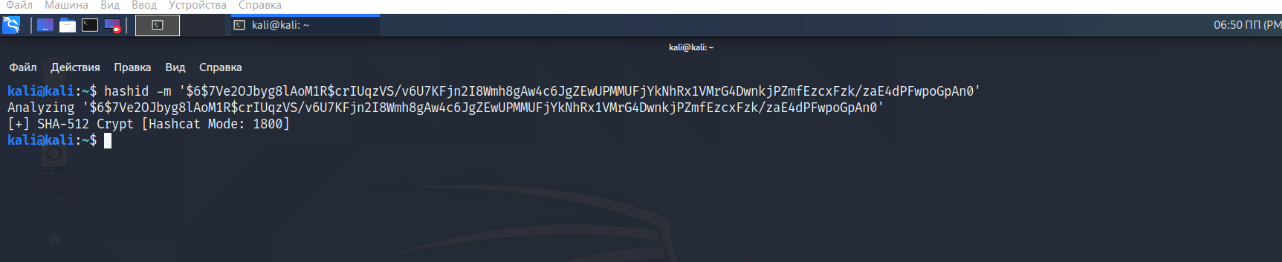 Файл Машина Вид Ввод Устройства Справка
kali@kali: ~ 06:50 ПП (PM
kali@kali: ~
Файл Действия Правка Вид Справка
kali@kali:~$ hashid -m '$6$7Ve2OJbyg8lAoM1R$crIUqzVS/v6U7KFjn2I8Wmh8gAw4c6JgZEwUPMMUFjYkNhRx1VMrG4DwnkjPZmfEzcxFzk/zaE4dPFwpoGpAn0'
Analyzing '$6$7Ve2OJbyg8lAoM1R$crIUqzVS/v6U7KFjn2I8Wmh8gAw4c6JgZEwUPMMUFjYkNhRx1VMrG4DwnkjPZmfEzcxFzk/zaE4dPFwpoGpAn0'
[+] SHA-512 Crypt [Hashcat Mode: 1800]
kali@kali:~$